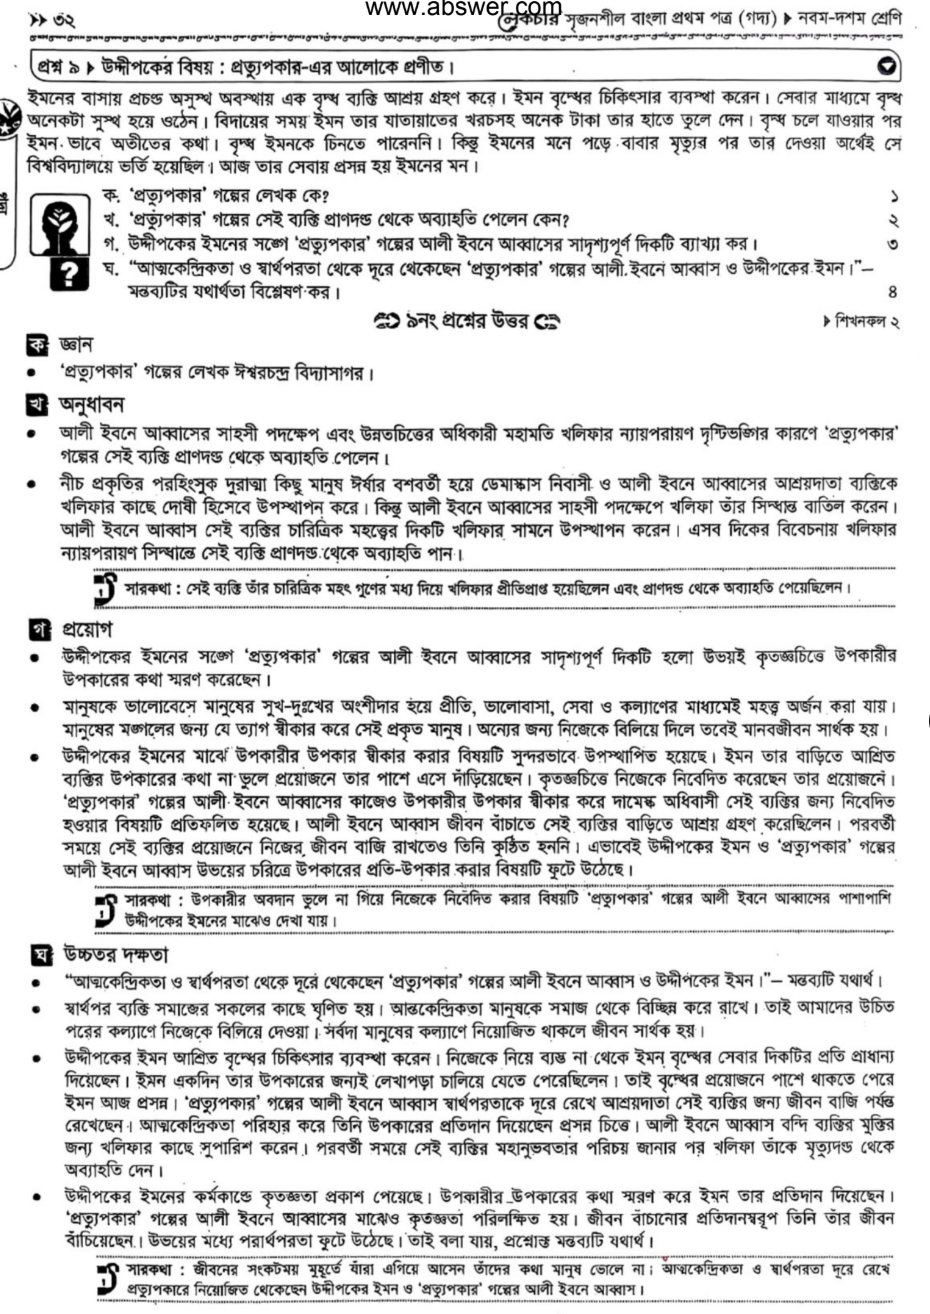 www.abswer.com
>> ৩২
লেকচার সৃজনশীল বাংলা প্রথম পত্র (গদ্য) ▶ নবম-দশম শ্রেণি
প্রশ্ন ৯ ▶ উদ্দীপকের বিষয় : প্রত্যুপকার-এর আলোকে প্রণীত।
ইমনের বাসায় প্রচন্ড অসুস্থ অবস্থায় এক বৃদ্ধ ব্যক্তি আশ্রয় গ্রহণ করে। ইমন বৃদ্ধের চিকিৎসার ব্যবস্থা করেন। সেবার মাধ্যমে বৃদ্ধ
অনেকটা সুস্থ হয়ে ওঠেন। বিদায়ের সময় ইমন তার যাতায়াতের খরচসহ অনেক টাকা তার হাতে তুলে দেন। বৃদ্ধ চলে যাওয়ার পর
ইমন ভাবে অতীতের কথা। বৃদ্ধ ইমনকে চিনতে পারেননি। কিন্তু ইমনের মনে পড়ে বাবার মৃত্যুর পর তার দেওয়া অর্থেই সে
বিশ্ববিদ্যালয়ে ভর্তি হয়েছিল। আজ তার সেবায় প্রসন্ন হয় ইমনের মন।
ক. ‘প্রত্যুপকার’ গল্পের লেখক কে? ১
খ. ‘প্রত্যুপকার’ গল্পের সেই ব্যক্তি প্রাণদন্ড থেকে অব্যাহতি পেলেন কেন? ২
গ. উদ্দীপকের ইমনের সঙ্গে ‘প্রত্যুপকার’ গল্পের আলী ইবনে আব্বাসের সাদৃশ্যপূর্ণ দিকটি ব্যাখ্যা কর। ৩
ঘ. “আত্মকেন্দ্রিকতা ও স্বার্থপরতা থেকে দূরে থেকেছেন ‘প্রত্যুপকার’ গল্পের আলী ইবনে আব্বাস ও উদ্দীপকের ইমন।”–
মন্তব্যটির যথার্থতা বিশ্লেষণ কর। ৪
৯নং প্রশ্নের উত্তর
▶ শিখনফল ২
ক জ্ঞান
• ‘প্রত্যুপকার’ গল্পের লেখক ঈশ্বরচন্দ্র বিদ্যাসাগর।
খ অনুধাবন
• আলী ইবনে আব্বাসের সাহসী পদক্ষেপ এবং উন্নতচিত্তের অধিকারী মহামতি খলিফার ন্যায়পরায়ণ দৃষ্টিভঙ্গির কারণে ‘প্রত্যুপকার’
গল্পের সেই ব্যক্তি প্রাণদন্ড থেকে অব্যাহতি পেলেন।
• নীচ প্রকৃতির পরহিংসুক দুরাত্মা কিছু মানুষ ঈর্ষার বশবর্তী হয়ে ডেমাস্কাস নিবাসী ও আলী ইবনে আব্বাসের আশ্রয়দাতা ব্যক্তিকে
খলিফার কাছে দোষী হিসেবে উপস্থাপন করে। কিন্তু আলী ইবনে আব্বাসের সাহসী পদক্ষেপে খলিফা তাঁর সিদ্ধান্ত বাতিল করেন।
আলী ইবনে আব্বাস সেই ব্যক্তির চারিত্রিক মহত্ত্বের দিকটি খলিফার সামনে উপস্থাপন করেন। এসব দিকের বিবেচনায় খলিফার
ন্যায়পরায়ণ সিদ্ধান্তে সেই ব্যক্তি প্রাণদন্ড থেকে অব্যাহতি পান।
সারকথা : সেই ব্যক্তি তাঁর চারিত্রিক মহৎ গুণের মধ্য দিয়ে খলিফার প্রীতিপ্রাপ্ত হয়েছিলেন এবং প্রাণদন্ড থেকে অব্যাহতি পেয়েছিলেন।
গ প্রয়োগ
• উদ্দীপকের ইমনের সঙ্গে ‘প্রত্যুপকার’ গল্পের আলী ইবনে আব্বাসের সাদৃশ্যপূর্ণ দিকটি হলো উভয়ই কৃতজ্ঞচিত্তে উপকারীর
উপকারের কথা স্মরণ করেছেন।
• মানুষকে ভালোবেসে মানুষের সুখ-দুঃখের অংশীদার হয়ে প্রীতি, ভালোবাসা, সেবা ও কল্যাণের মাধ্যমেই মহত্ত্ব অর্জন করা যায়।
মানুষের মঙ্গলের জন্য যে ত্যাগ স্বীকার করে সেই প্রকৃত মানুষ। অন্যের জন্য নিজেকে বিলিয়ে দিলে তবেই মানবজীবন সার্থক হয়।
• উদ্দীপকের ইমনের মাঝে উপকারীর উপকার স্বীকার করার বিষয়টি সুন্দরভাবে উপস্থাপিত হয়েছে। ইমন তার বাড়িতে আশ্রিত
ব্যক্তির উপকারের কথা না ভুলে প্রয়োজনে তার পাশে এসে দাঁড়িয়েছেন। কৃতজ্ঞচিত্তে নিজেকে নিবেদিত করেছেন তার প্রয়োজনে।
‘প্রত্যুপকার’ গল্পের আলী ইবনে আব্বাসের কাজেও উপকারীর উপকার স্বীকার করে দামেস্ক অধিবাসী সেই ব্যক্তির জন্য নিবেদিত
হওয়ার বিষয়টি প্রতিফলিত হয়েছে। আলী ইবনে আব্বাস জীবন বাঁচাতে সেই ব্যক্তির বাড়িতে আশ্রয় গ্রহণ করেছিলেন। পরবর্তী
সময়ে সেই ব্যক্তির প্রয়োজনে নিজের জীবন বাজি রাখতেও তিনি কুণ্ঠিত হননি। এভাবেই উদ্দীপকের ইমন ও ‘প্রত্যুপকার’ গল্পের
আলী ইবনে আব্বাস উভয়ের চরিত্রে উপকারের প্রতি-উপকার করার বিষয়টি ফুটে উঠেছে।
সারকথা : উপকারীর অবদান ভুলে না গিয়ে নিজেকে নিবেদিত করার বিষয়টি ‘প্রত্যুপকার’ গল্পের আলী ইবনে আব্বাসের পাশাপাশি
উদ্দীপকের ইমনের মাঝেও দেখা যায়।
ঘ উচ্চতর দক্ষতা
• “আত্মকেন্দ্রিকতা ও স্বার্থপরতা থেকে দূরে থেকেছেন ‘প্রত্যুপকার’ গল্পের আলী ইবনে আব্বাস ও উদ্দীপকের ইমন।”– মন্তব্যটি যথার্থ।
• স্বার্থপর ব্যক্তি সমাজের সকলের কাছে ঘৃণিত হয়। আন্তকেন্দ্রিকতা মানুষকে সমাজ থেকে বিচ্ছিন্ন করে রাখে। তাই আমাদের উচিত
পরের কল্যাণে নিজেকে বিলিয়ে দেওয়া। সর্বদা মানুষের কল্যাণে নিয়োজিত থাকলে জীবন সার্থক হয়।
• উদ্দীপকের ইমন আশ্রিত বৃদ্ধের চিকিৎসার ব্যবস্থা করেন। নিজেকে নিয়ে ব্যস্ত না থেকে ইমন বৃদ্ধের সেবার দিকটির প্রতি প্রাধান্য
দিয়েছেন। ইমন একদিন তার উপকারের জন্যই লেখাপড়া চালিয়ে যেতে পেরেছিলেন। তাই বৃদ্ধের প্রয়োজনে পাশে থাকতে পেরে
ইমন আজ প্রসন্ন। ‘প্রত্যুপকার’ গল্পের আলী ইবনে আব্বাস স্বার্থপরতাকে দূরে রেখে আশ্রয়দাতা সেই ব্যক্তির জন্য জীবন বাজি পর্যন্ত
রেখেছেন। আত্মকেন্দ্রিকতা পরিহার করে তিনি উপকারের প্রতিদান দিয়েছেন প্রসন্ন চিত্তে। আলী ইবনে আব্বাস বন্দি ব্যক্তির মুক্তির
জন্য খলিফার কাছে সুপারিশ করেন। পরবর্তী সময়ে সেই ব্যক্তির মহানুভবতার পরিচয় জানার পর খলিফা তাঁকে মৃত্যুদন্ড থেকে
অব্যাহতি দেন।
• উদ্দীপকের ইমনের কর্মকান্ডে কৃতজ্ঞতা প্রকাশ পেয়েছে। উপকারীর উপকারের কথা স্মরণ করে ইমন তার প্রতিদান দিয়েছেন।
‘প্রত্যুপকার’ গল্পের আলী ইবনে আব্বাসের মাঝেও কৃতজ্ঞতা পরিলক্ষিত হয়। জীবন বাঁচানোর প্রতিদানস্বরূপ তিনি তাঁর জীবন
বাঁচিয়েছেন। উভয়ের মধ্যে পরার্থপরতা ফুটে উঠেছে। তাই বলা যায়, প্রশ্নোক্ত মন্তব্যটি যথার্থ।
সারকথা : জীবনের সংকটময় মুহূর্তে যাঁরা এগিয়ে আসেন তাঁদের কথা মানুষ ভোলে না। আত্মকেন্দ্রিকতা ও স্বার্থপরতা দূরে রেখে
প্রত্যুপকারে নিয়োজিত থেকেছেন উদ্দীপকের ইমন ও ‘প্রত্যুপকার’ গল্পের আলী ইবনে আব্বাস।